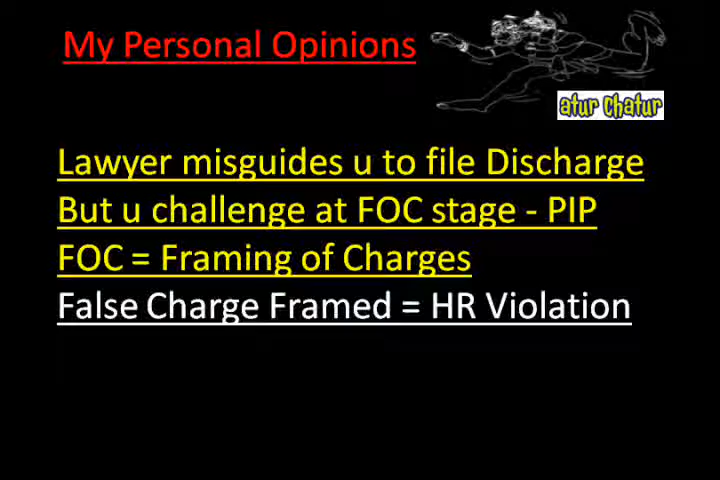 My Personal Opinions
atur chatur
Lawyer misguides u to file Discharge
But u challenge at FOC stage - PIP
FOC = Framing of Charges
False Charge Framed = HR Violation